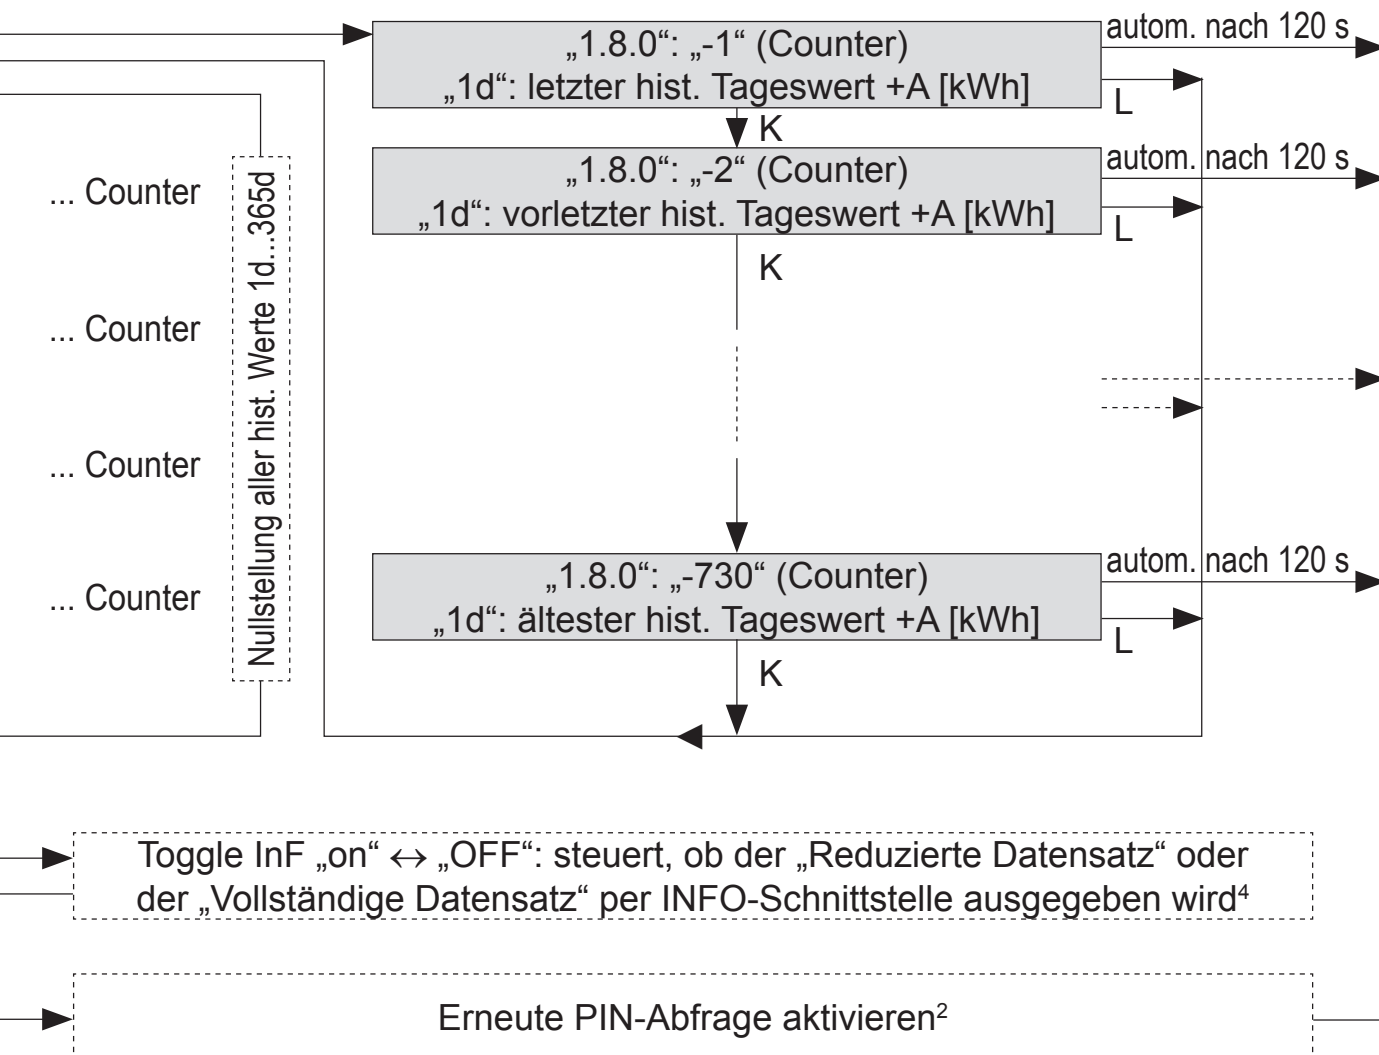 „1.8.0“: „-1“ (Counter)
„1d“: letzter hist. Tageswert +A [kWh]
autom. nach 120 s
L
K
„1.8.0“: „-2“ (Counter)
„1d“: vorletzter hist. Tageswert +A [kWh]
autom. nach 120 s
L
K
... Counter
... Counter
... Counter
... Counter
Nullstellung aller hist. Werte 1d...365d
„1.8.0“: „-730“ (Counter)
„1d“: ältester hist. Tageswert +A [kWh]
autom. nach 120 s
L
K
Toggle InF „on“ ↔ „OFF“: steuert, ob der „Reduzierte Datensatz“ oder
der „Vollständige Datensatz“ per INFO-Schnittstelle ausgegeben wird⁴
Erneute PIN-Abfrage aktivieren²